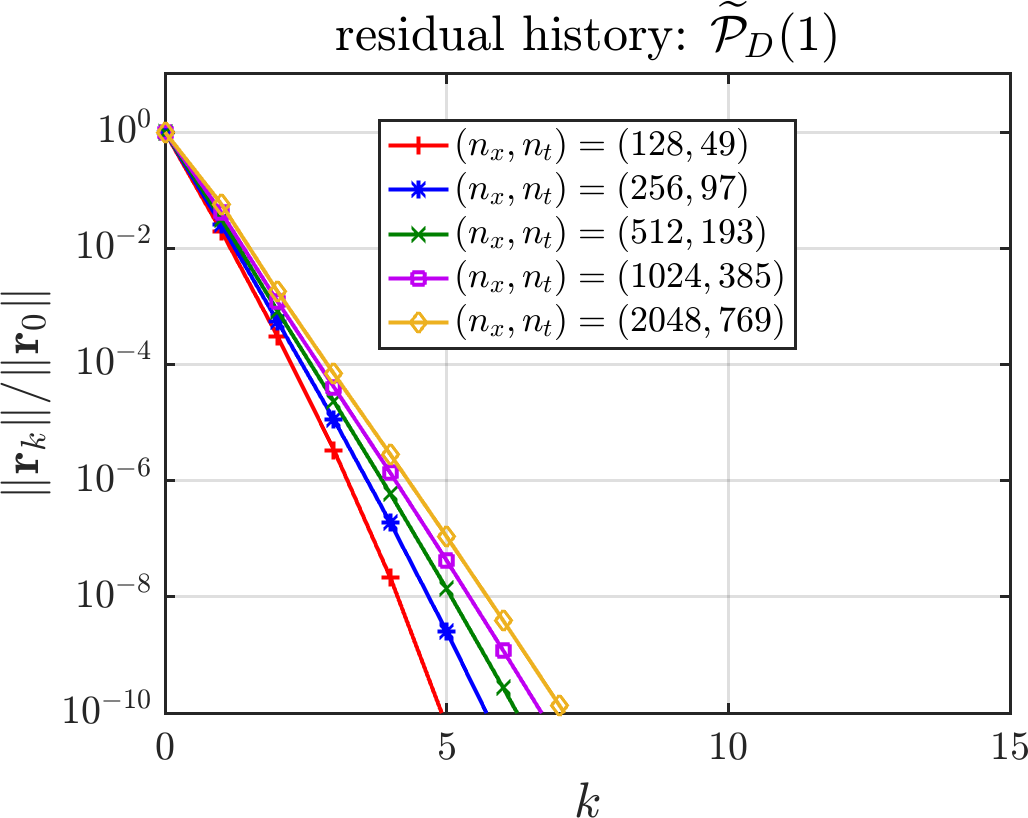 residual history: $\widetilde{\mathcal{P}}_D(1)$
$(n_x, n_t) = (128, 49)$
$(n_x, n_t) = (256, 97)$
$(n_x, n_t) = (512, 193)$
$(n_x, n_t) = (1024, 385)$
$(n_x, n_t) = (2048, 769)$
$\|\mathbf{r}_k\|/\|\mathbf{r}_0\|$
$10^{0}$
$10^{-2}$
$10^{-4}$
$10^{-6}$
$10^{-8}$
$10^{-10}$
0 5 10 15
$k$